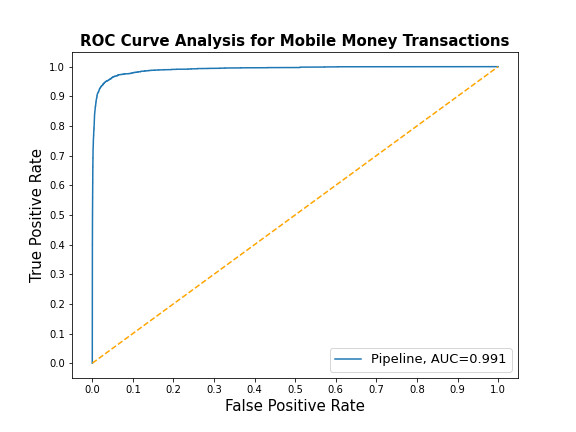 ROC Curve Analysis for Mobile Money Transactions
1.0
0.9
0.8
0.7
0.6
0.5
0.4
0.3
0.2
0.1
0.0
True Positive Rate
Pipeline, AUC=0.991
0.0 0.1 0.2 0.3 0.4 0.5 0.6 0.7 0.8 0.9 1.0
False Positive Rate